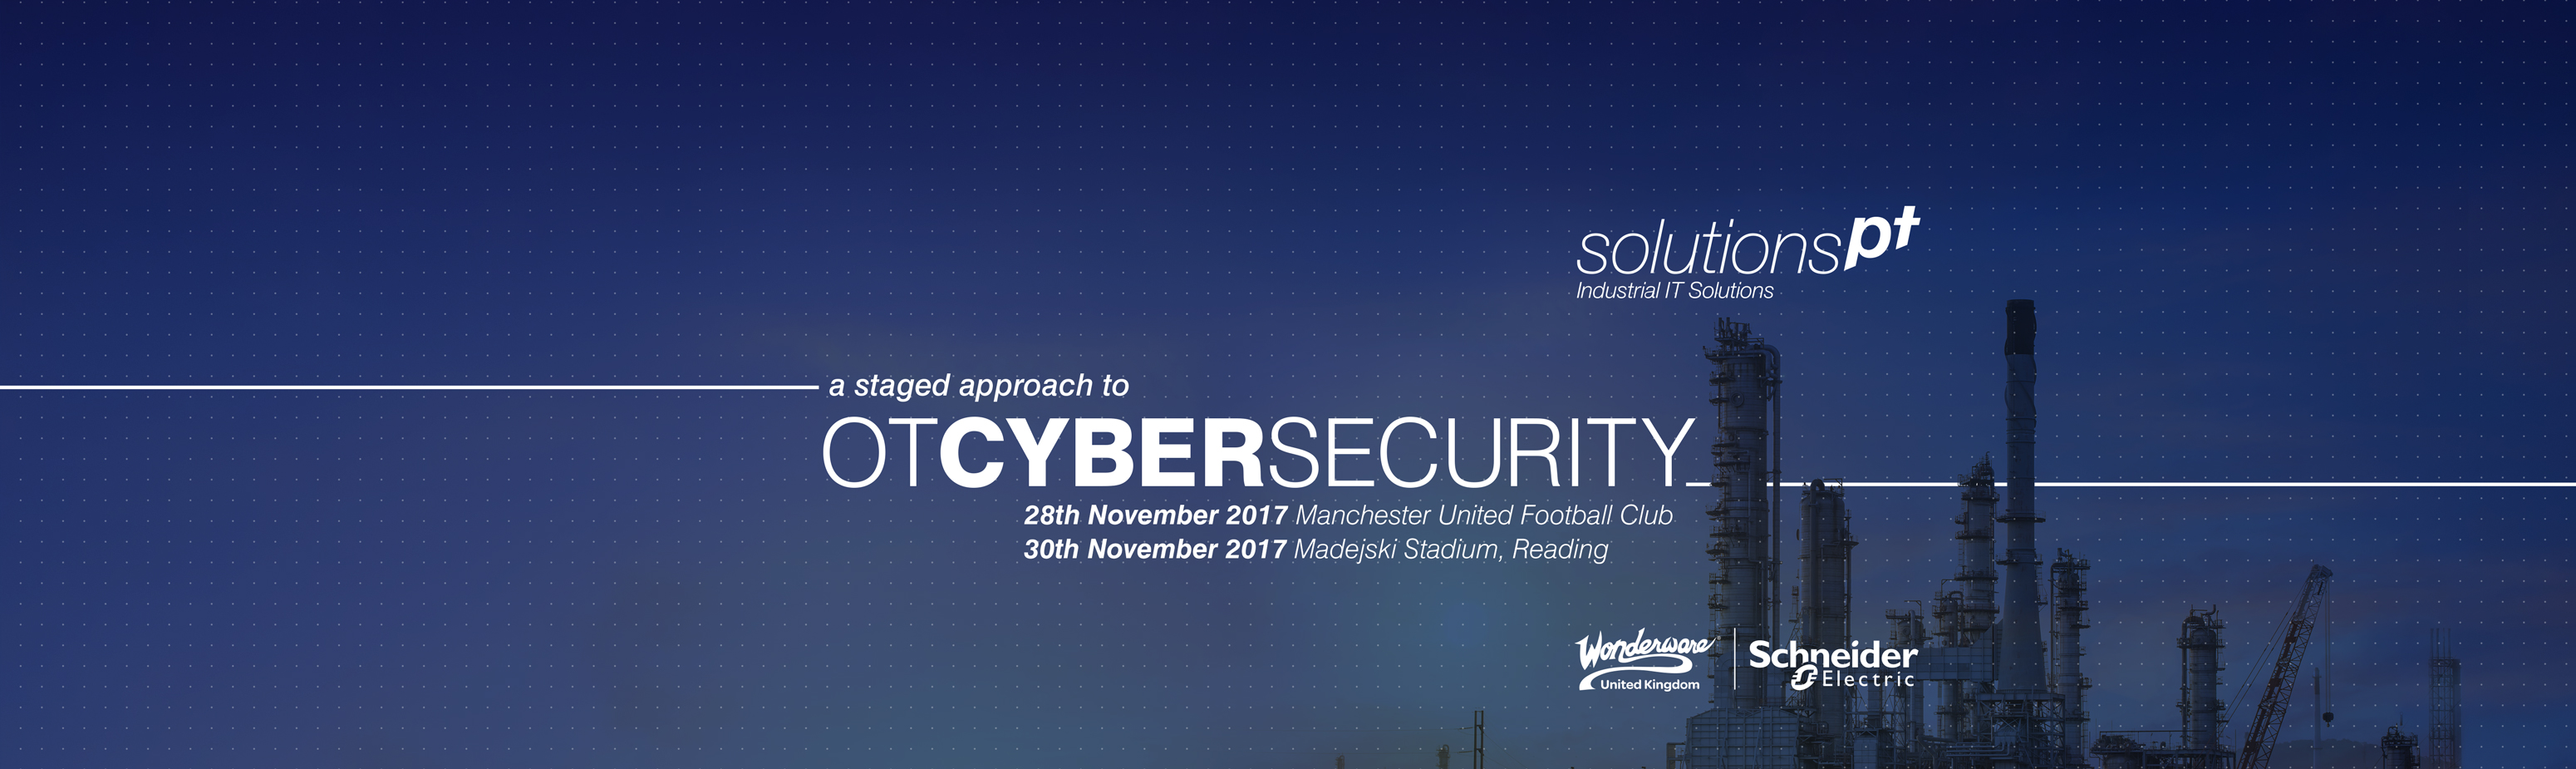 solutionspt
Industrial IT Solutions
a staged approach to
OTCYBERSECURITY_
28th November 2017 Manchester United Football Club
30th November 2017 Madejski Stadium, Reading
Wonderware®
United Kingdom
Schneider
Electric